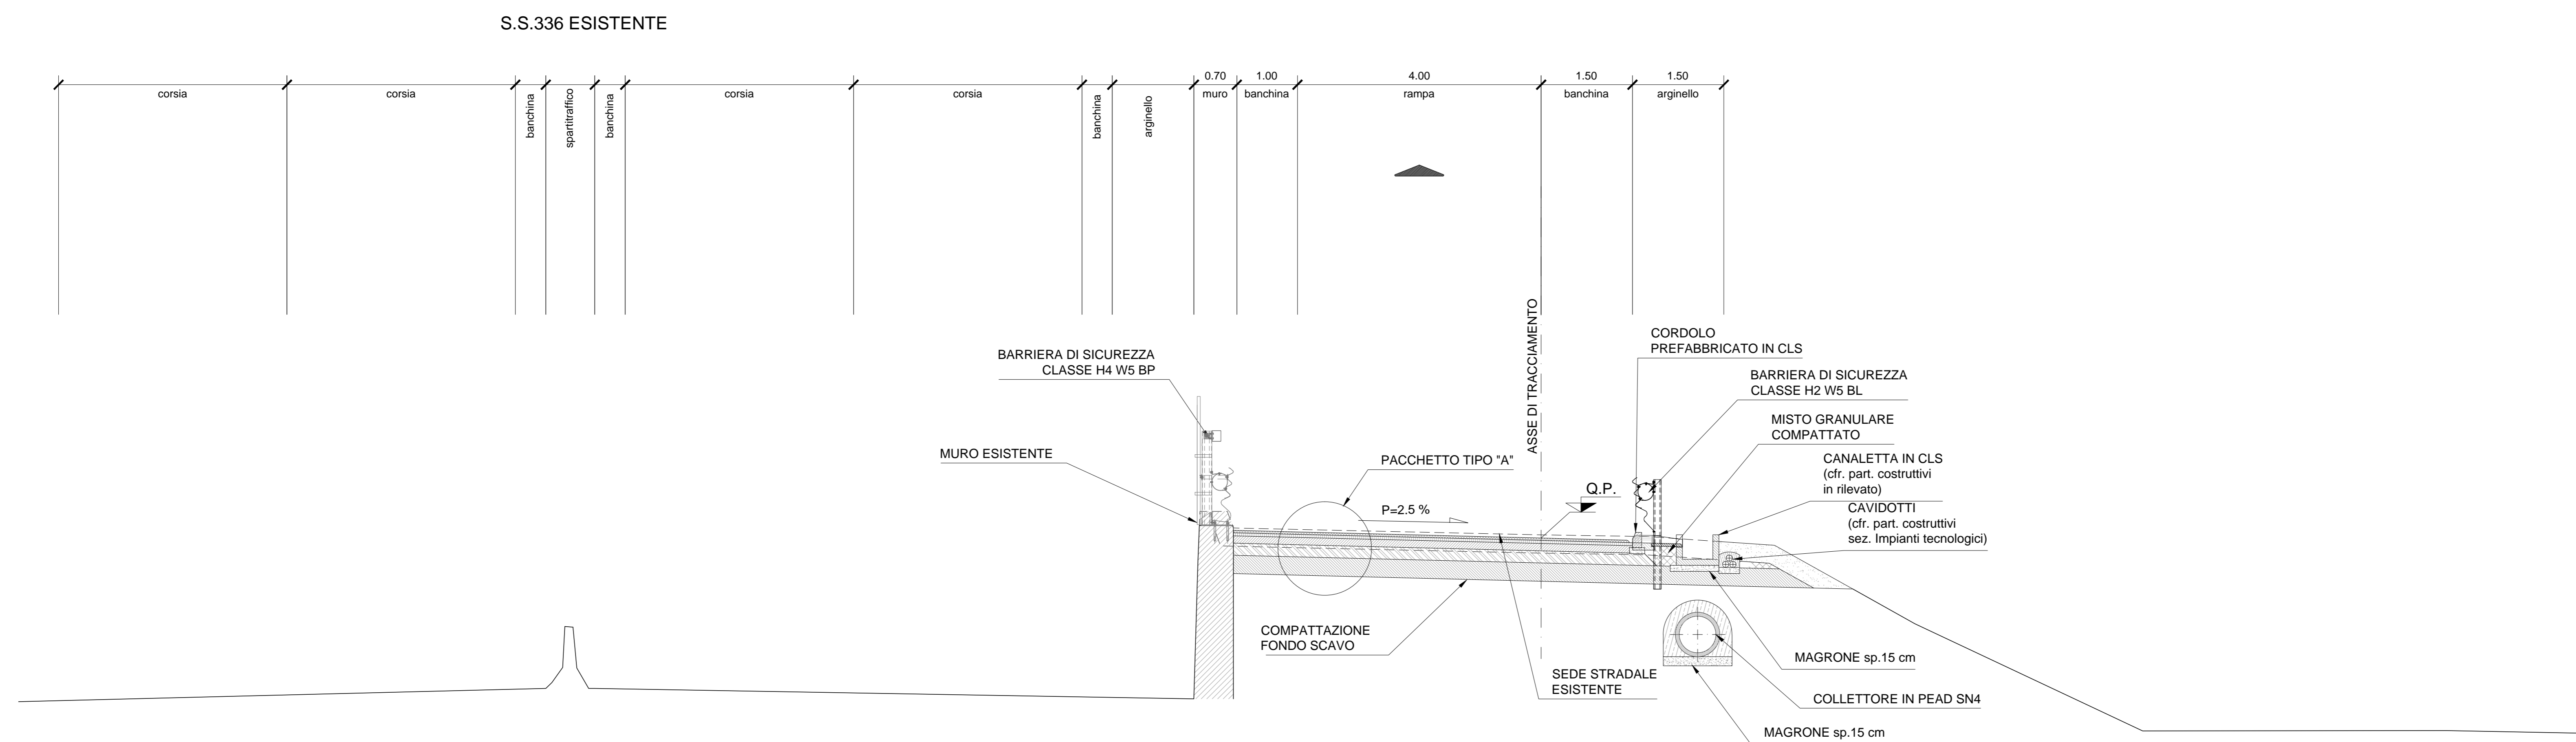 S.S.336 ESISTENTE
0.70
1.00
4.00
1.50
1.50
corsia
corsia
banchina
spartitraffico
banchina
corsia
corsia
banchina
arginello
muro
banchina
rampa
banchina
arginello
ASSE DI TRACCIAMENTO
BARRIERA DI SICUREZZA
CLASSE H4 W5 BP
MURO ESISTENTE
PACCHETTO TIPO "A"
P=2.5 %
Q.P.
CORDOLO
PREFABBRICATO IN CLS
BARRIERA DI SICUREZZA
CLASSE H2 W5 BL
MISTO GRANULARE
COMPATTATO
CANALETTA IN CLS
(cfr. part. costruttivi
in rilevato)
CAVIDOTTI
(cfr. part. costruttivi
sez. Impianti tecnologici)
COMPATTAZIONE
FONDO SCAVO
SEDE STRADALE
ESISTENTE
MAGRONE sp.15 cm
COLLETTORE IN PEAD SN4
MAGRONE sp.15 cm